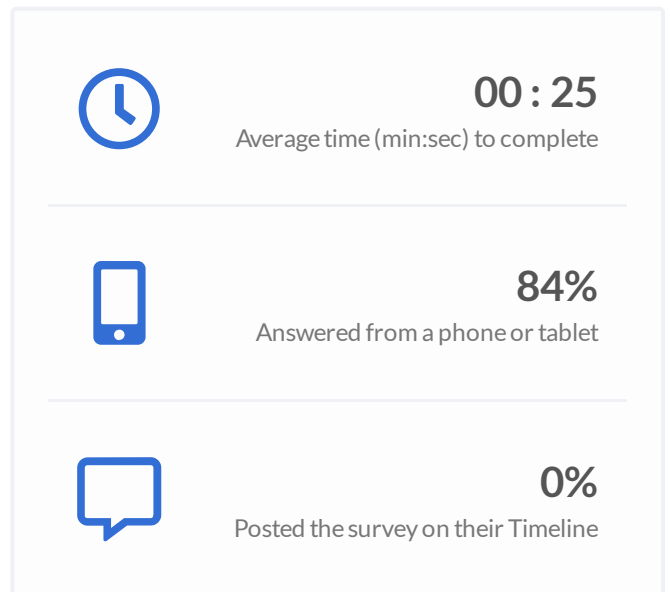 00 : 25
Average time (min:sec) to complete
84%
Answered from a phone or tablet
0%
Posted the survey on their Timeline